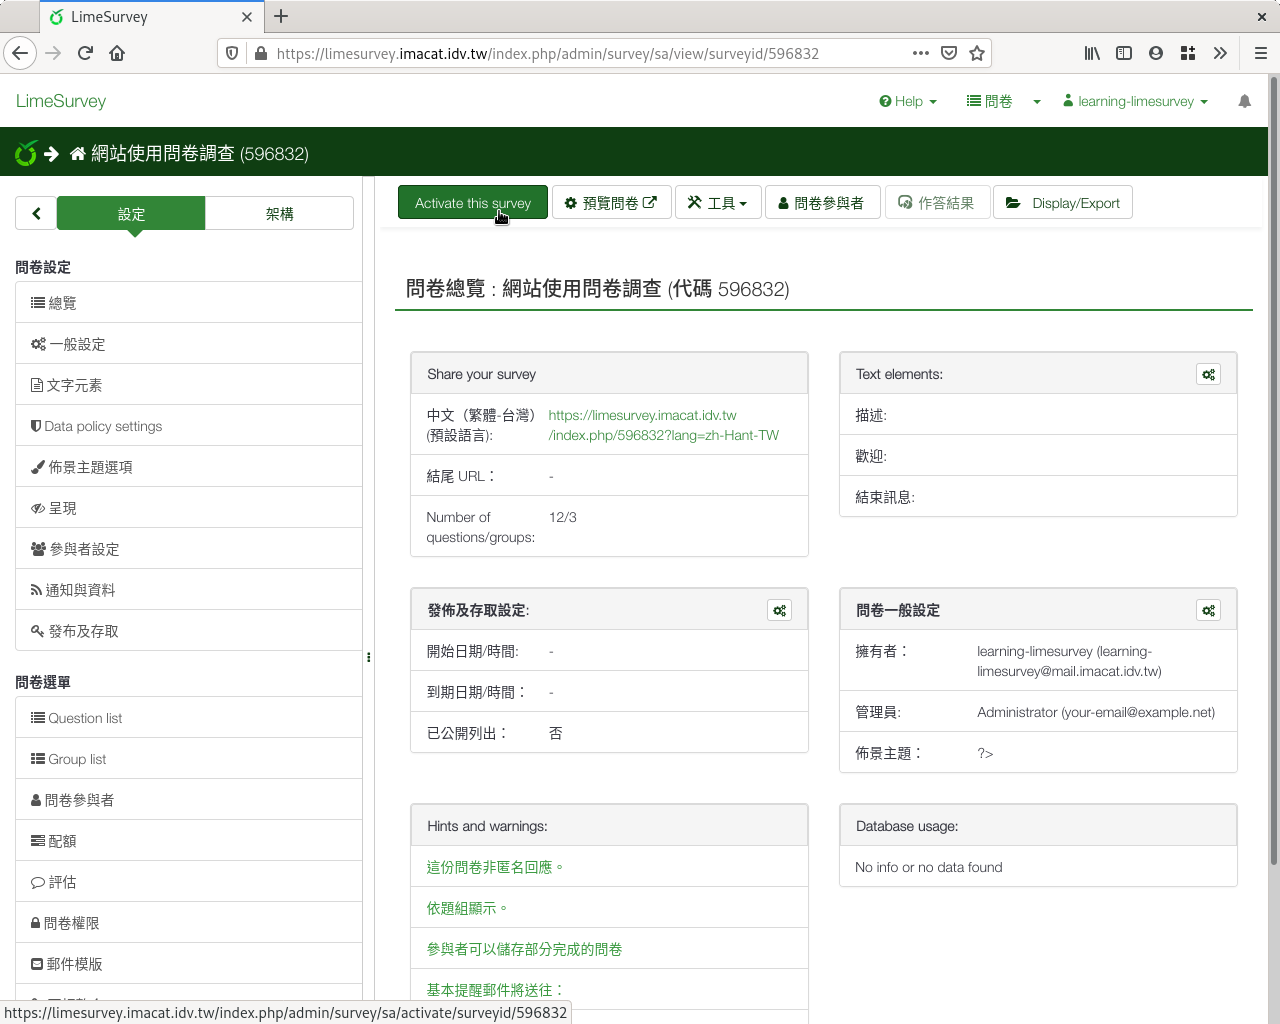 LimeSurvey
https://limesurvey.imacat.idv.tw/index.php/admin/survey/sa/view/surveyid/596832
LimeSurvey
Help
問卷
learning-limesurvey
網站使用問卷調查 (596832)
設定
架構
Activate this survey
預覽問卷
工具
問卷參與者
作答結果
Display/Export
問卷設定
總覽
一般設定
文字元素
Data policy settings
佈景主題選項
呈現
參與者設定
通知與資料
發布及存取
問卷選單
Question list
Group list
問卷參與者
配額
評估
問卷權限
郵件模版
問卷總覽 : 網站使用問卷調查 (代碼 596832)
Share your survey
中文（繁體-台灣） https://limesurvey.imacat.idv.tw
(預設語言): /index.php/596832?lang=zh-Hant-TW
結尾 URL： -
Number of 12/3
questions/groups:
Text elements:
描述:
歡迎:
結束訊息:
發佈及存取設定:
開始日期/時間: -
到期日期/時間： -
已公開列出： 否
問卷一般設定
擁有者： learning-limesurvey (learning-
limesurvey@mail.imacat.idv.tw)
管理員: Administrator (your-email@example.net)
佈景主題： ?>
Hints and warnings:
這份問卷非匿名回應。
依題組顯示。
參與者可以儲存部分完成的問卷
基本提醒郵件將送往：
Database usage:
No info or no data found
https://limesurvey.imacat.idv.tw/index.php/admin/survey/sa/activate/surveyid/596832